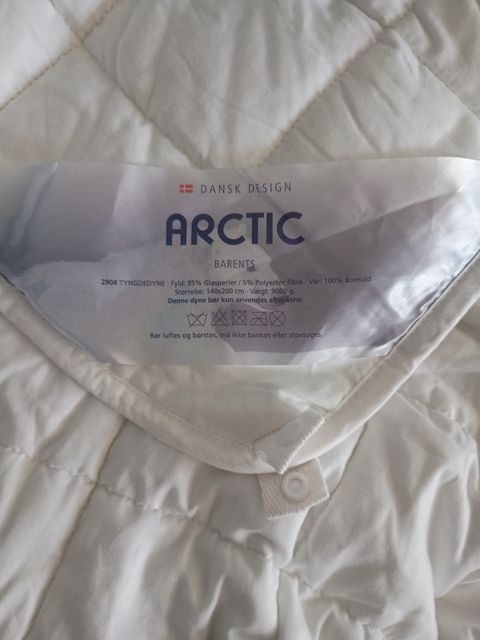 DANSK DESIGN
ARCTIC
BARENTS
2904 TYNGDEDYNE · Fyld: 95% Glasperler / 5% Polyester fibre · Vår: 100% Bomuld
Størrelse: 140x200 cm · Vægt: 9000 g
Denne dyne bør kun anvendes af voksne.
Bør luftes og børstes, må ikke bankes eller støvsuges.